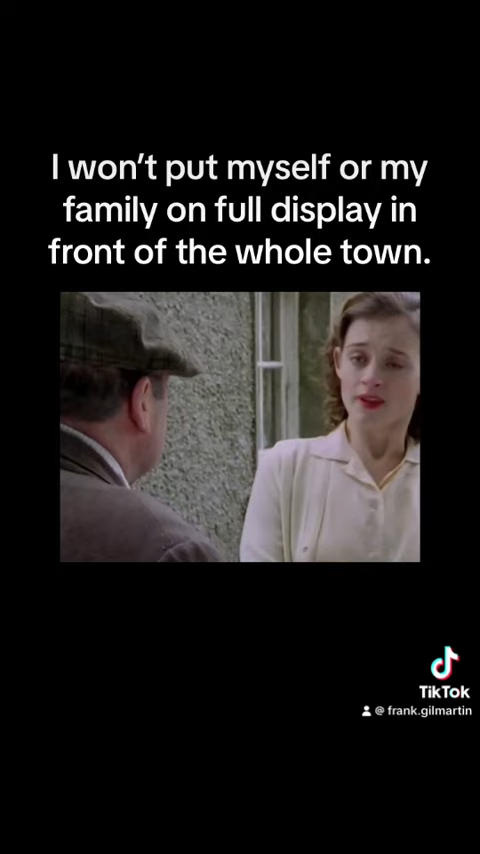 I won’t put myself or my
family on full display in
front of the whole town.
TikTok
@ frank.gilmartin